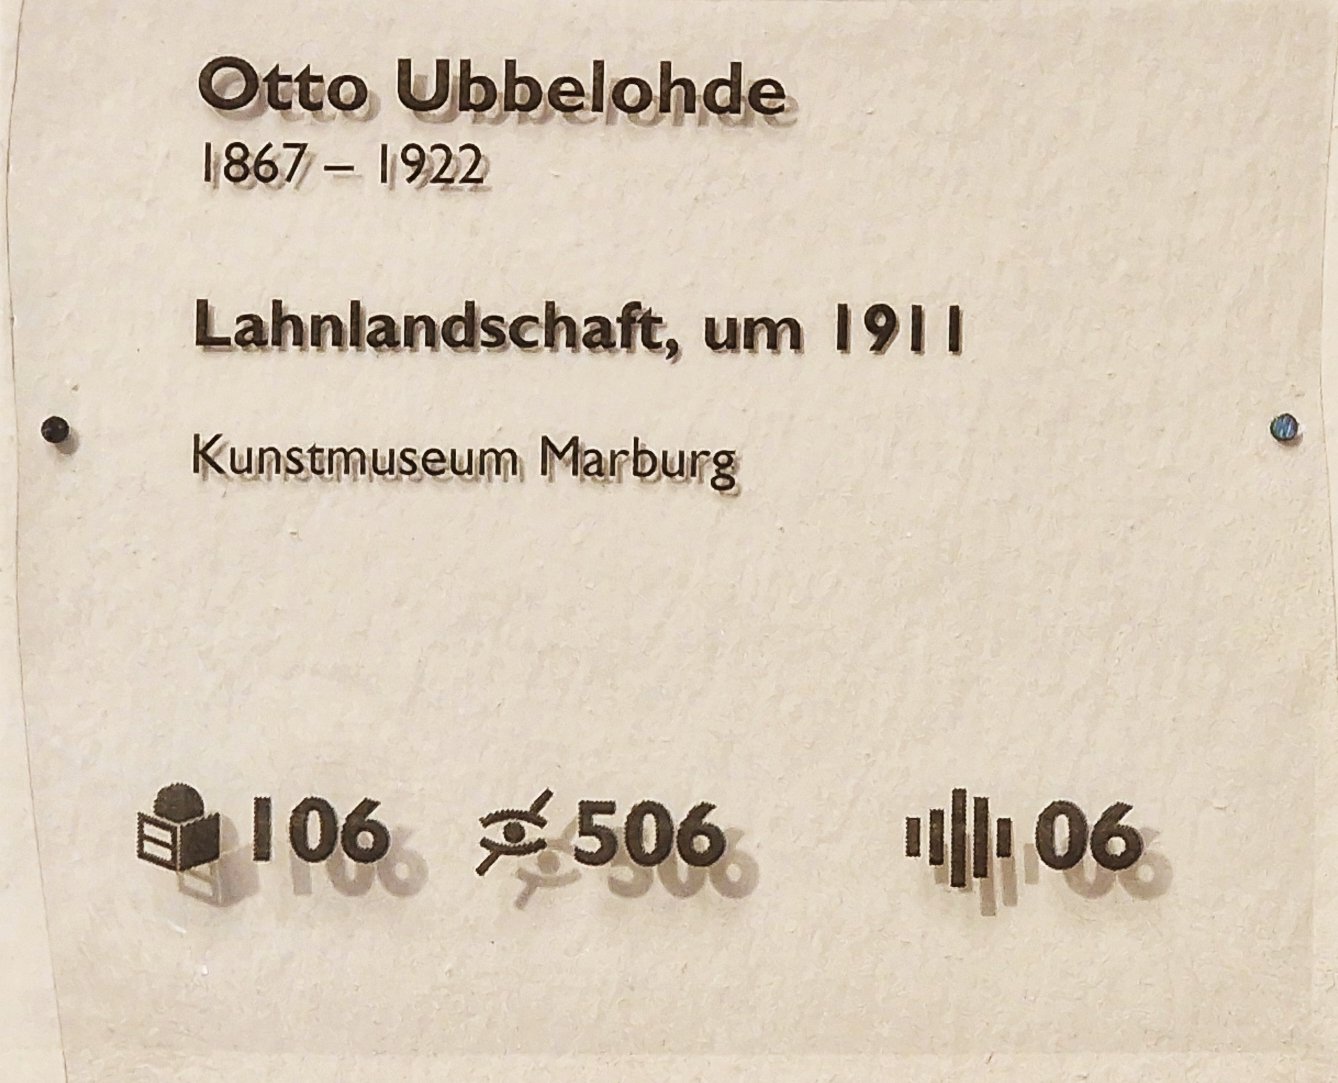 Otto Ubbelohde
1867 – 1922
Lahnlandschaft, um 1911
Kunstmuseum Marburg
106 506 06